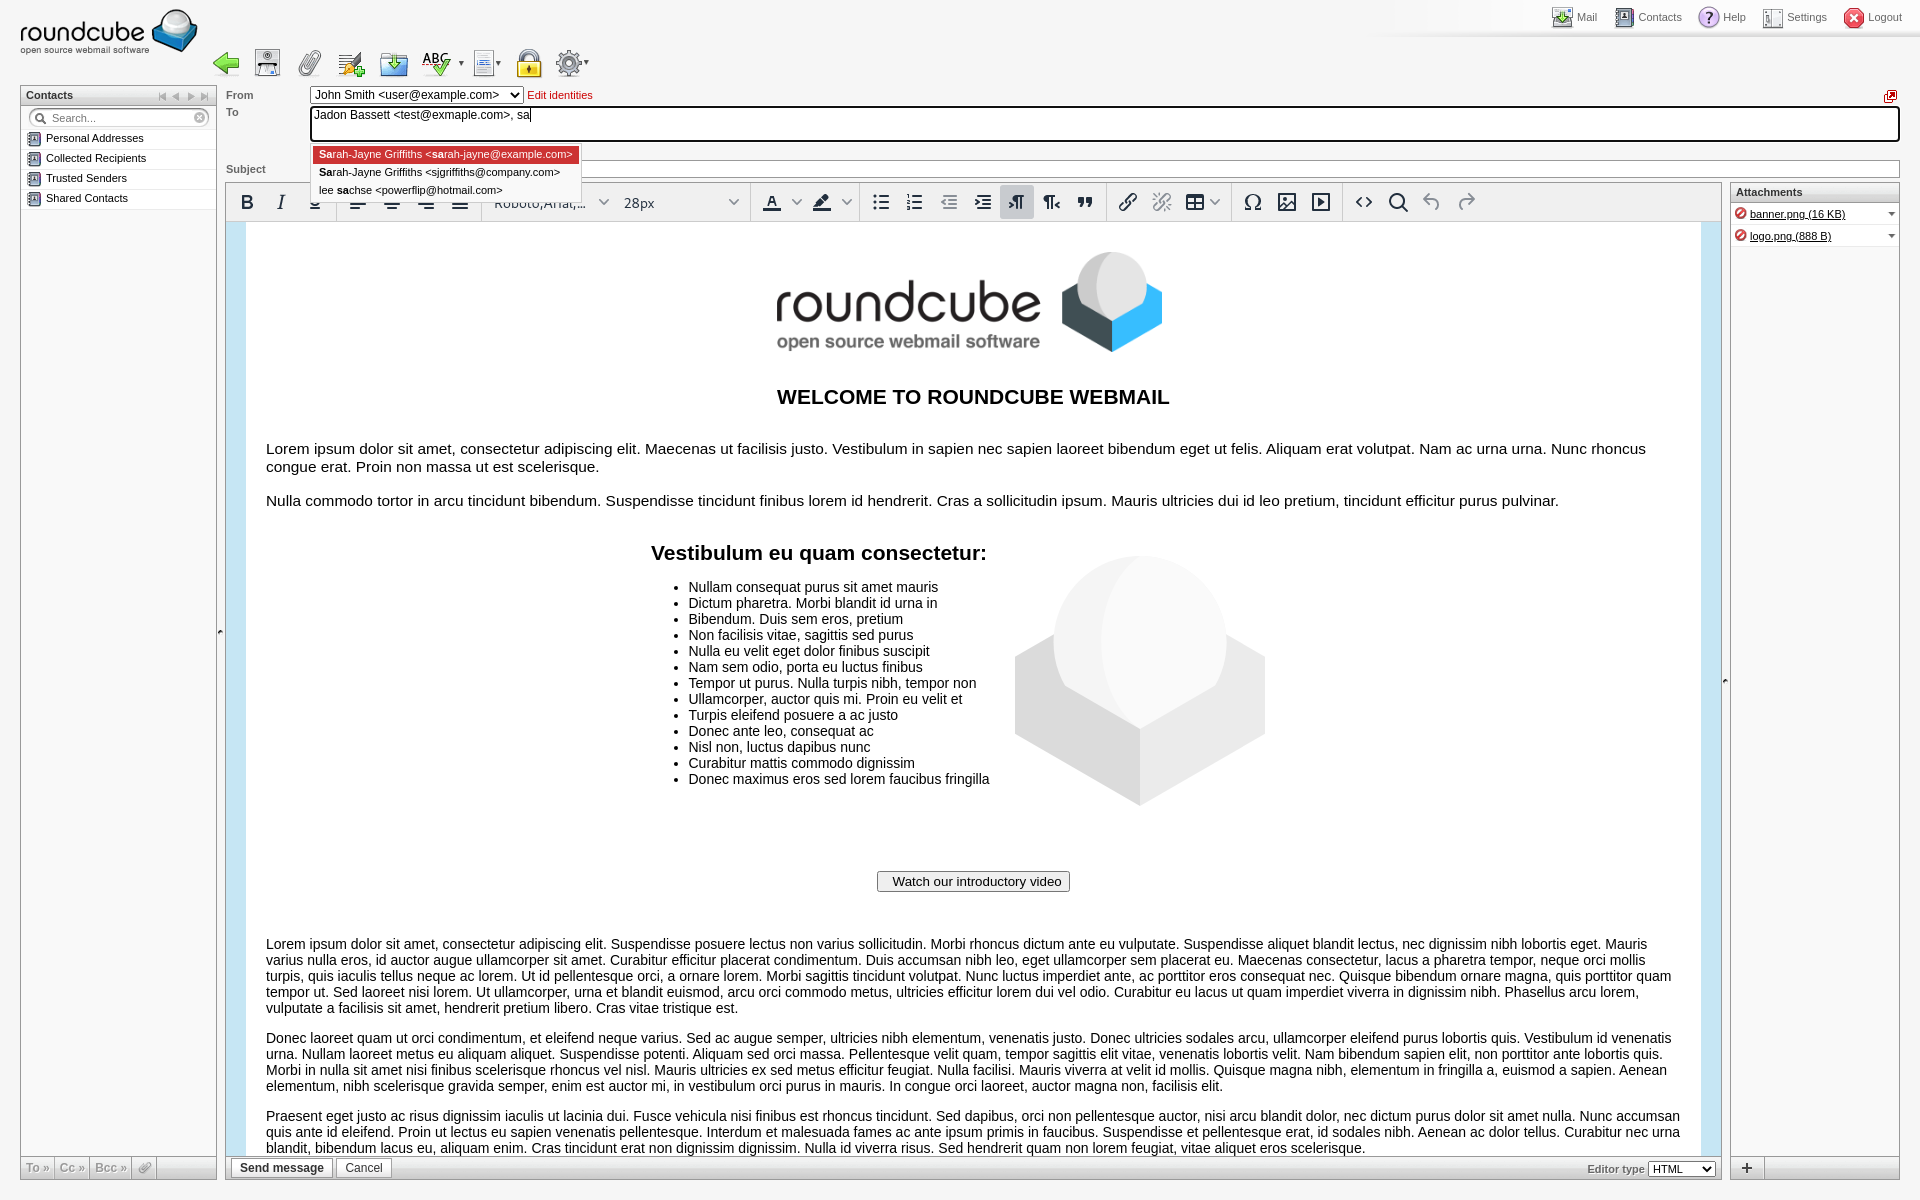 roundcube
open source webmail software
Mail
Contacts
Help
Settings
Logout
ABC
Contacts
Search...
Personal Addresses
Collected Recipients
Trusted Senders
Shared Contacts
From
John Smith <user@example.com>
Edit identities
To
Jadon Bassett <test@exmaple.com>, sa
Sarah-Jayne Griffiths <sarah-jayne@example.com>
Sarah-Jayne Griffiths <sjgriffiths@company.com>
lee sachse <powerflip@hotmail.com>
Subject
B I U
Roboto,Arial,...
28px
A
Attachments
banner.png (16 KB)
logo.png (888 B)
roundcube
open source webmail software
WELCOME TO ROUNDCUBE WEBMAIL
Lorem ipsum dolor sit amet, consectetur adipiscing elit. Maecenas ut facilisis justo. Vestibulum in sapien nec sapien laoreet bibendum eget ut felis. Aliquam erat volutpat. Nam ac urna urna. Nunc rhoncus
congue erat. Proin non massa ut est scelerisque.
Nulla commodo tortor in arcu tincidunt bibendum. Suspendisse tincidunt finibus lorem id hendrerit. Cras a sollicitudin ipsum. Mauris ultricies dui id leo pretium, tincidunt efficitur purus pulvinar.
Vestibulum eu quam consectetur:
• Nullam consequat purus sit amet mauris
• Dictum pharetra. Morbi blandit id urna in
• Bibendum. Duis sem eros, pretium
• Non facilisis vitae, sagittis sed purus
• Nulla eu velit eget dolor finibus suscipit
• Nam sem odio, porta eu luctus finibus
• Tempor ut purus. Nulla turpis nibh, tempor non
• Ullamcorper, auctor quis mi. Proin eu velit et
• Turpis eleifend posuere a ac justo
• Donec ante leo, consequat ac
• Nisl non, luctus dapibus nunc
• Curabitur mattis commodo dignissim
• Donec maximus eros sed lorem faucibus fringilla
Watch our introductory video
Lorem ipsum dolor sit amet, consectetur adipiscing elit. Suspendisse posuere lectus non varius sollicitudin. Morbi rhoncus dictum ante eu vulputate. Suspendisse aliquet blandit lectus, nec dignissim nibh lobortis eget. Mauris
varius nulla eros, id auctor augue ullamcorper sit amet. Curabitur efficitur placerat condimentum. Duis accumsan nibh leo, eget ullamcorper sem placerat eu. Maecenas consectetur, lacus a pharetra tempor, neque orci mollis
turpis, quis iaculis tellus neque ac lorem. Ut id pellentesque orci, a ornare lorem. Morbi sagittis tincidunt volutpat. Nunc luctus imperdiet ante, ac porttitor eros consequat nec. Quisque bibendum ornare magna, quis porttitor quam
tempor ut. Sed laoreet nisi lorem. Ut ullamcorper, urna et blandit euismod, arcu orci commodo metus, ultricies efficitur lorem dui vel odio. Curabitur eu lacus ut quam imperdiet viverra in dignissim nibh. Phasellus arcu lorem,
vulputate a facilisis sit amet, hendrerit pretium libero. Cras vitae tristique est.
Donec laoreet quam ut orci condimentum, et eleifend neque varius. Sed ac augue semper, ultricies nibh elementum, venenatis justo. Donec ultricies sodales arcu, ullamcorper eleifend purus lobortis quis. Vestibulum id venenatis
urna. Nullam laoreet metus eu aliquam aliquet. Suspendisse potenti. Aliquam sed orci massa. Pellentesque velit quam, tempor sagittis elit vitae, venenatis lobortis velit. Nam bibendum sapien elit, non porttitor ante lobortis quis.
Morbi in nulla sit amet nisi finibus scelerisque rhoncus vel nisl. Mauris ultricies ex sed metus efficitur feugiat. Nulla facilisi. Mauris viverra at velit id mollis. Quisque magna nibh, elementum in fringilla a, euismod a sapien. Aenean
elementum, nibh scelerisque gravida semper, enim est auctor mi, in vestibulum orci purus in mauris. In congue orci laoreet, auctor magna non, facilisis elit.
Praesent eget justo ac risus dignissim iaculis ut lacinia dui. Fusce vehicula nisi finibus est rhoncus tincidunt. Sed dapibus, orci non pellentesque auctor, nisi arcu blandit dolor, nec dictum purus dolor sit amet nulla. Nunc accumsan
quis ante id eleifend. Proin ut lectus eu sapien venenatis pellentesque. Interdum et malesuada fames ac ante ipsum primis in faucibus. Suspendisse et pellentesque erat, id sodales nibh. Aenean ac dolor tellus. Curabitur nec urna
blandit, bibendum lacus eu, aliquam enim. Cras tincidunt erat non dignissim dignissim. Nulla id viverra risus. Sed hendrerit quam non lorem feugiat, vitae aliquet eros scelerisque.
To »
Cc »
Bcc »
Send message
Cancel
Editor type
HTML